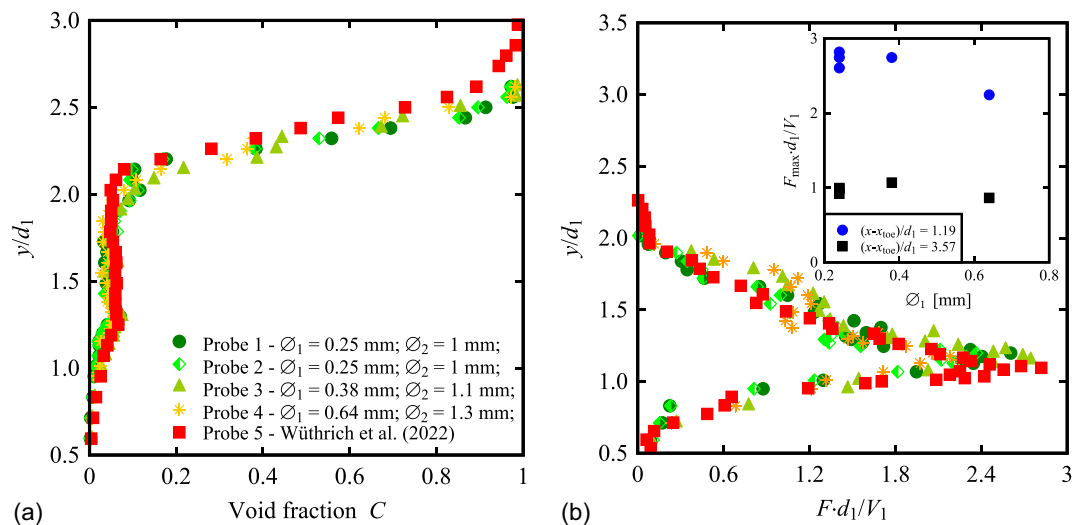 3.0
2.5
2.0
1.5
1.0
0.5
y/d₁
0
0.2
0.4
0.6
0.8
1
Void fraction C
Probe 1 - ∅₁ = 0.25 mm; ∅₂ = 1 mm;
Probe 2 - ∅₁ = 0.25 mm; ∅₂ = 1 mm;
Probe 3 - ∅₁ = 0.38 mm; ∅₂ = 1.1 mm;
Probe 4 - ∅₁ = 0.64 mm; ∅₂ = 1.3 mm;
Probe 5 - Wüthrich et al. (2022)
(a)
3.5
3.0
2.5
2.0
1.5
1.0
0.5
y/d₁
0
0.6
1.2
1.8
2.4
3.0
F·d₁/V₁
3
2
1
0
Fmax·d₁/V₁
(x-xtoe)/d₁ = 1.19
(x-xtoe)/d₁ = 3.57
0.2
0.4
0.6
0.8
∅₁ [mm]
(b)